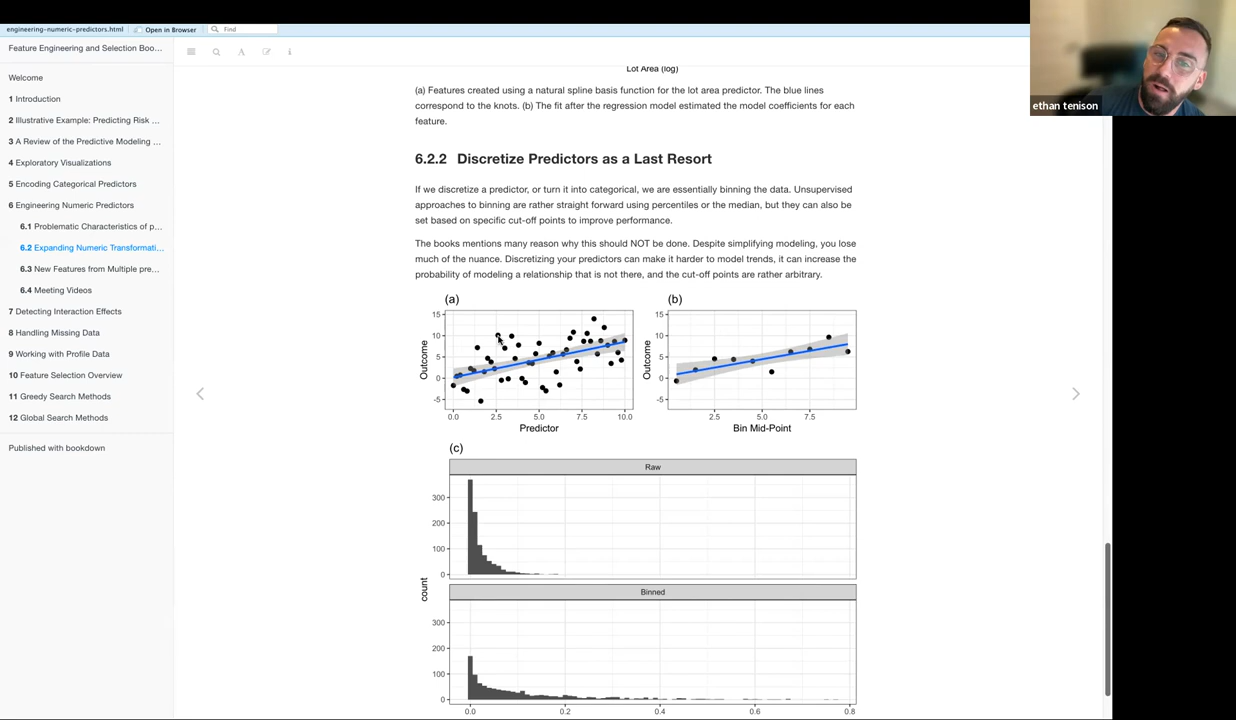 engineering-numeric-predictors.html
Open in Browser
Find
Feature Engineering and Selection Boo...
Welcome
1 Introduction
2 Illustrative Example: Predicting Risk ...
3 A Review of the Predictive Modeling ...
4 Exploratory Visualizations
5 Encoding Categorical Predictors
6 Engineering Numeric Predictors
6.1 Problematic Characteristics of p...
6.2 Expanding Numeric Transformati...
6.3 New Features from Multiple pre...
6.4 Meeting Videos
7 Detecting Interaction Effects
8 Handling Missing Data
9 Working with Profile Data
10 Feature Selection Overview
11 Greedy Search Methods
12 Global Search Methods
Published with bookdown
Lot Area (log)
(a) Features created using a natural spline basis function for the lot area predictor. The blue lines
correspond to the knots. (b) The fit after the regression model estimated the model coefficients for each
feature.
6.2.2 Discretize Predictors as a Last Resort
If we discretize a predictor, or turn it into categorical, we are essentially binning the data. Unsupervised
approaches to binning are rather straight forward using percentiles or the median, but they can also be
set based on specific cut-off points to improve performance.
The books mentions many reason why this should NOT be done. Despite simplifying modeling, you lose
much of the nuance. Discretizing your predictors can make it harder to model trends, it can increase the
probability of modeling a relationship that is not there, and the cut-off points are rather arbitrary.
(a)
15
10
5
0
-5
Outcome
0.0 2.5 5.0 7.5 10.0
Predictor
(b)
15
10
5
0
-5
Outcome
2.5 5.0 7.5
Bin Mid-Point
(c)
Raw
300
200
100
0
count
Binned
300
200
100
0
0.0 0.2 0.4 0.6 0.8
ethan tenison